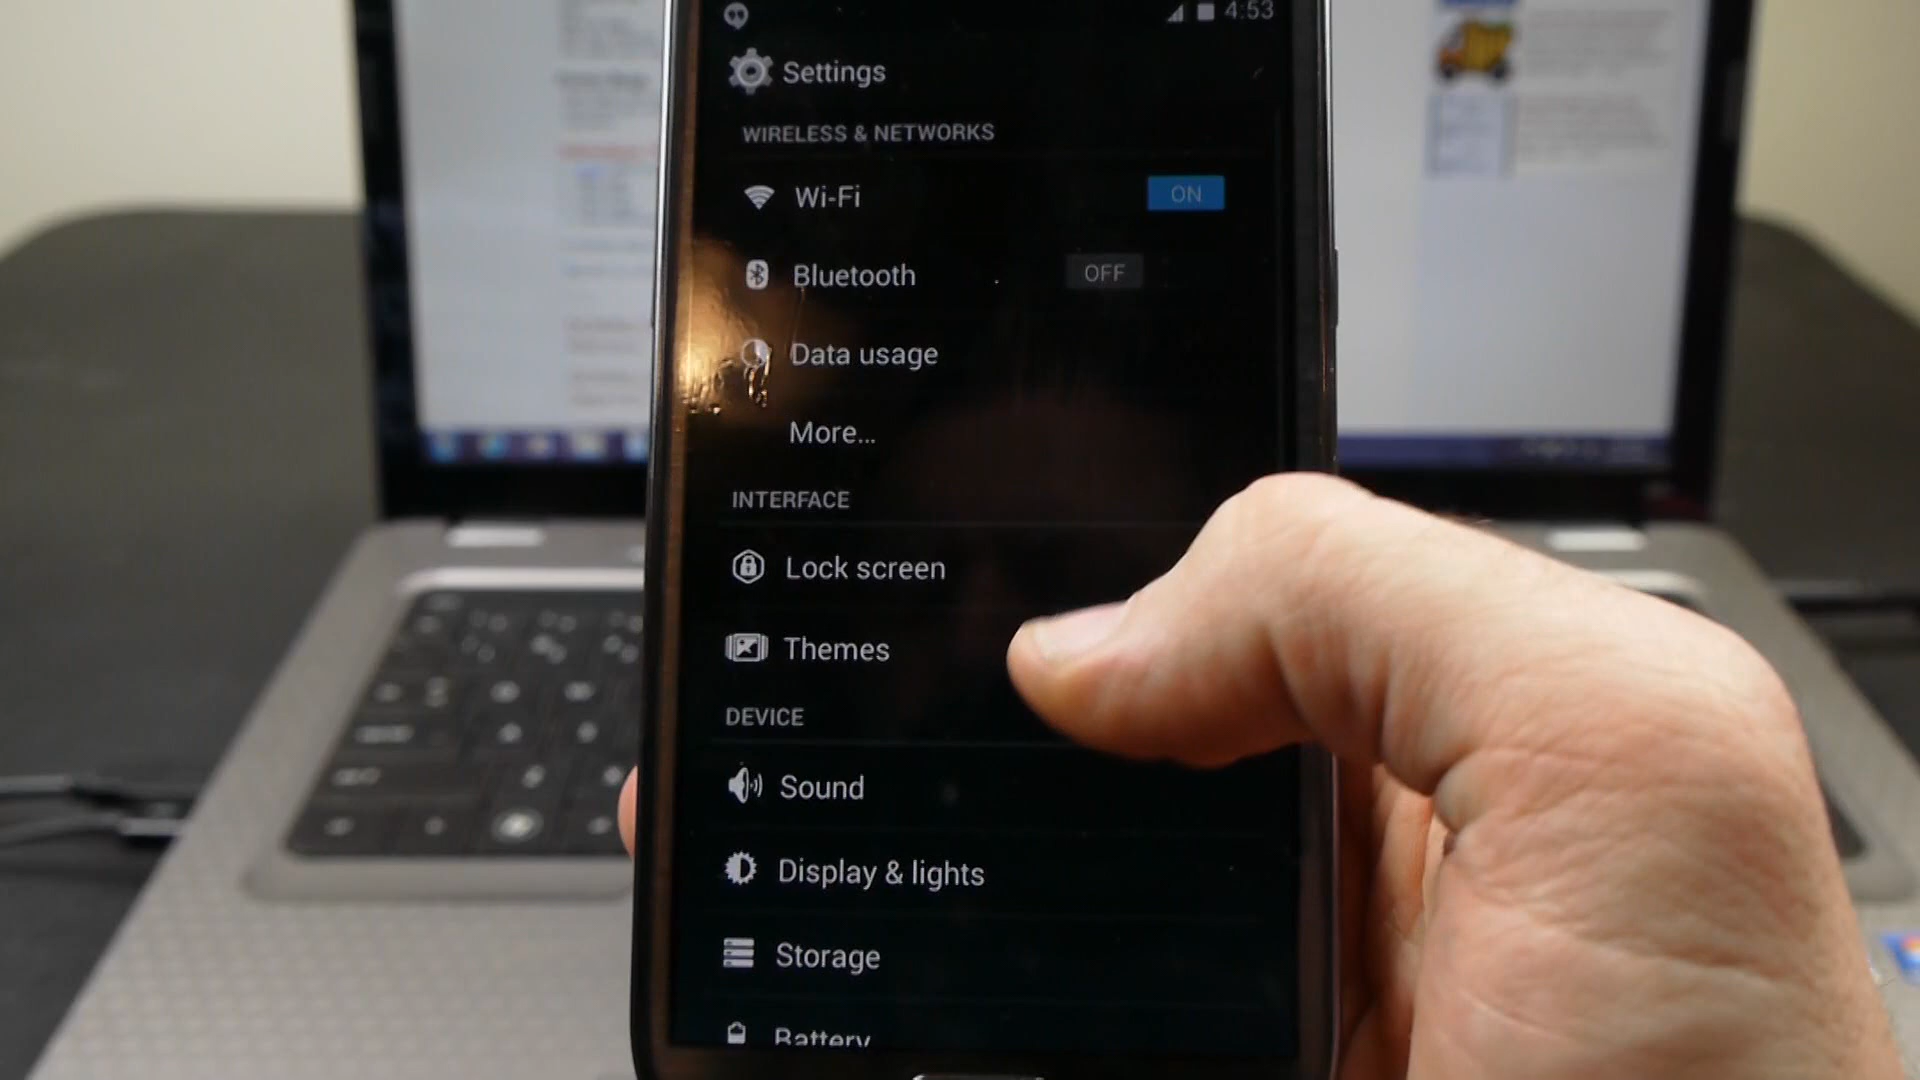 4:53
Settings
WIRELESS & NETWORKS
Wi-Fi ON
Bluetooth OFF
Data usage
More...
INTERFACE
Lock screen
Themes
DEVICE
Sound
Display & lights
Storage
Battery